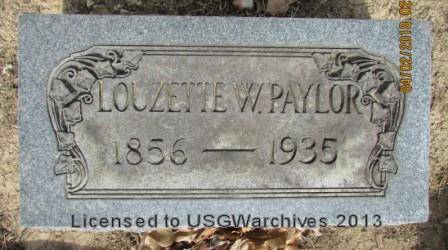 LOUZETTE W. PAYLOR
1856 — 1935
Licensed to USGWarchives 2013